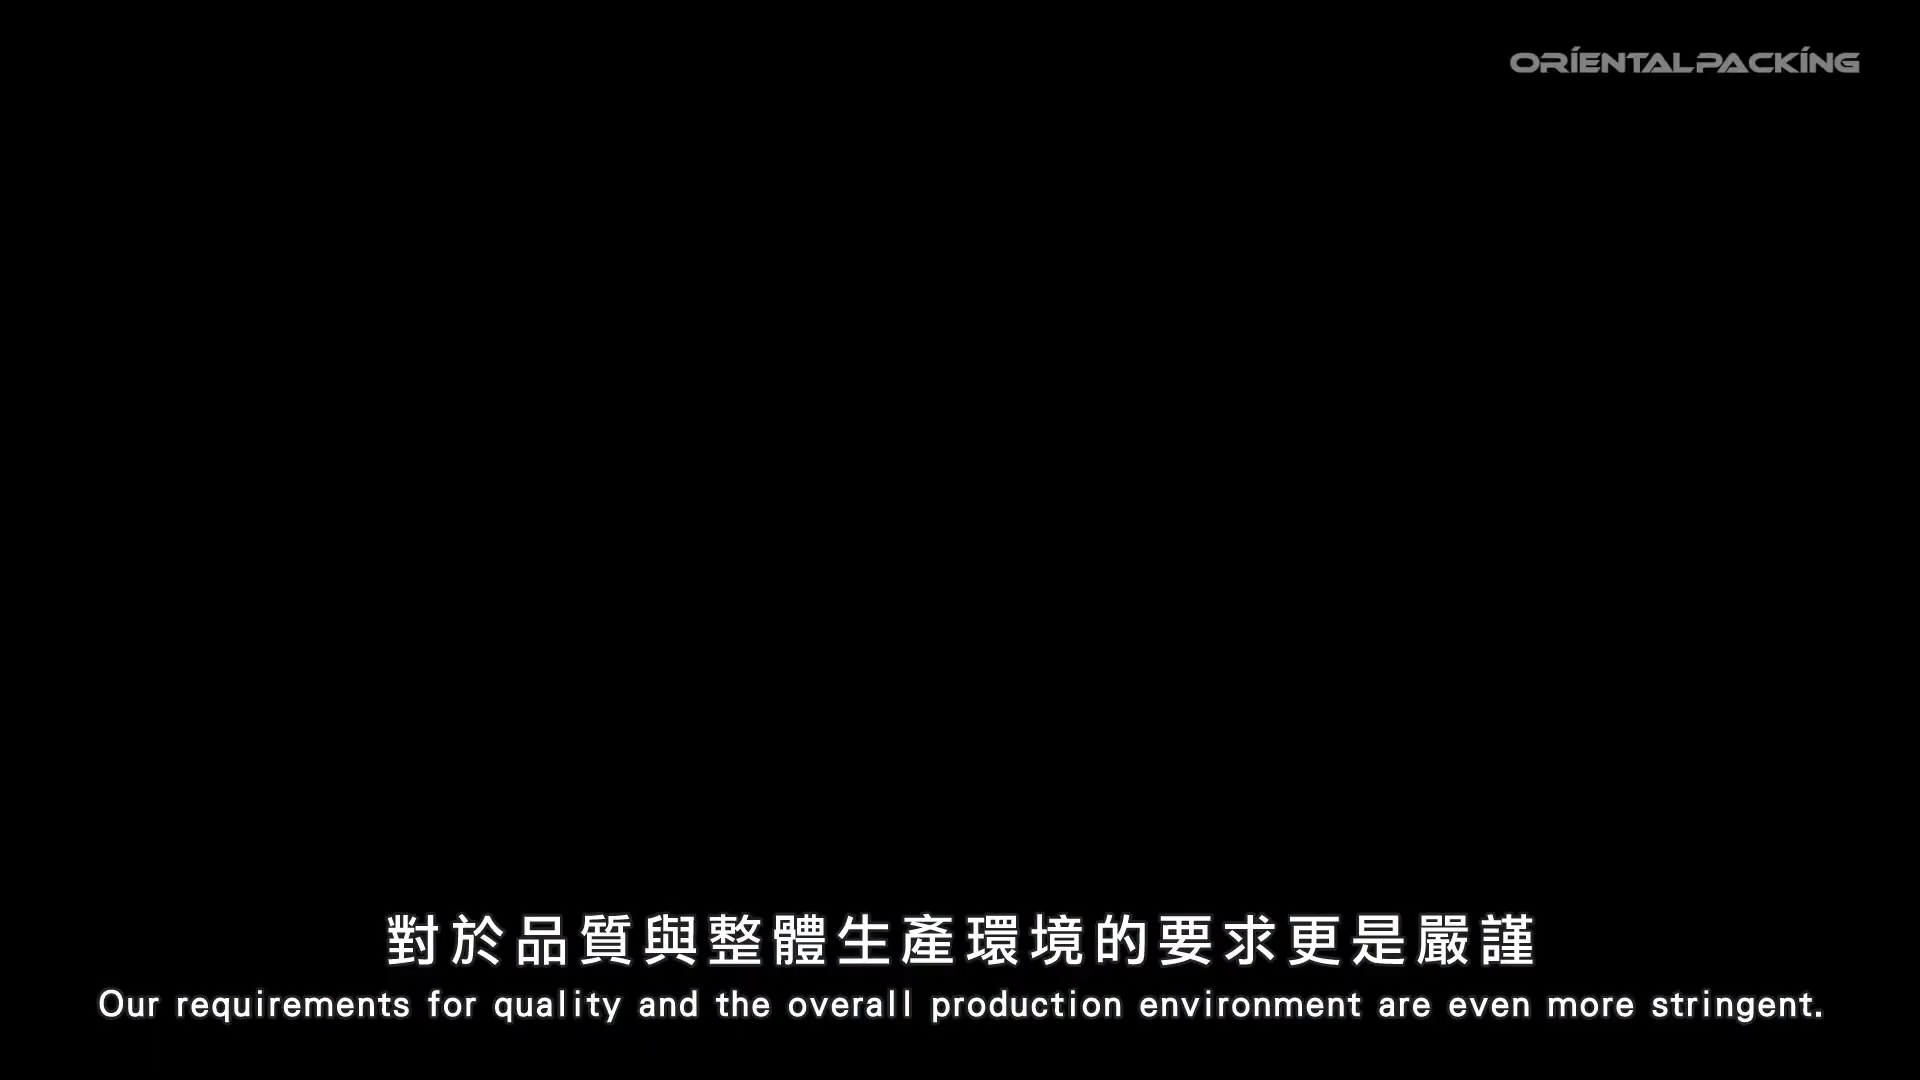 ORIENTALPACKING
對於品質與整體生產環境的要求更是嚴謹
Our requirements for quality and the overall production environment are even more stringent.